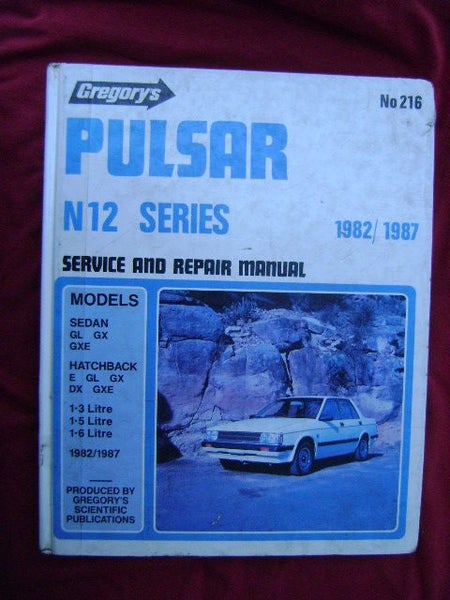 Gregory's
No 216
PULSAR
N12 SERIES
1982/1987
SERVICE AND REPAIR MANUAL
MODELS
SEDAN
GL GX
GXE
HATCHBACK
E GL GX
DX GXE
1·3 Litre
1·5 Litre
1·6 Litre
1982/1987
PRODUCED BY
GREGORY'S
SCIENTIFIC
PUBLICATIONS